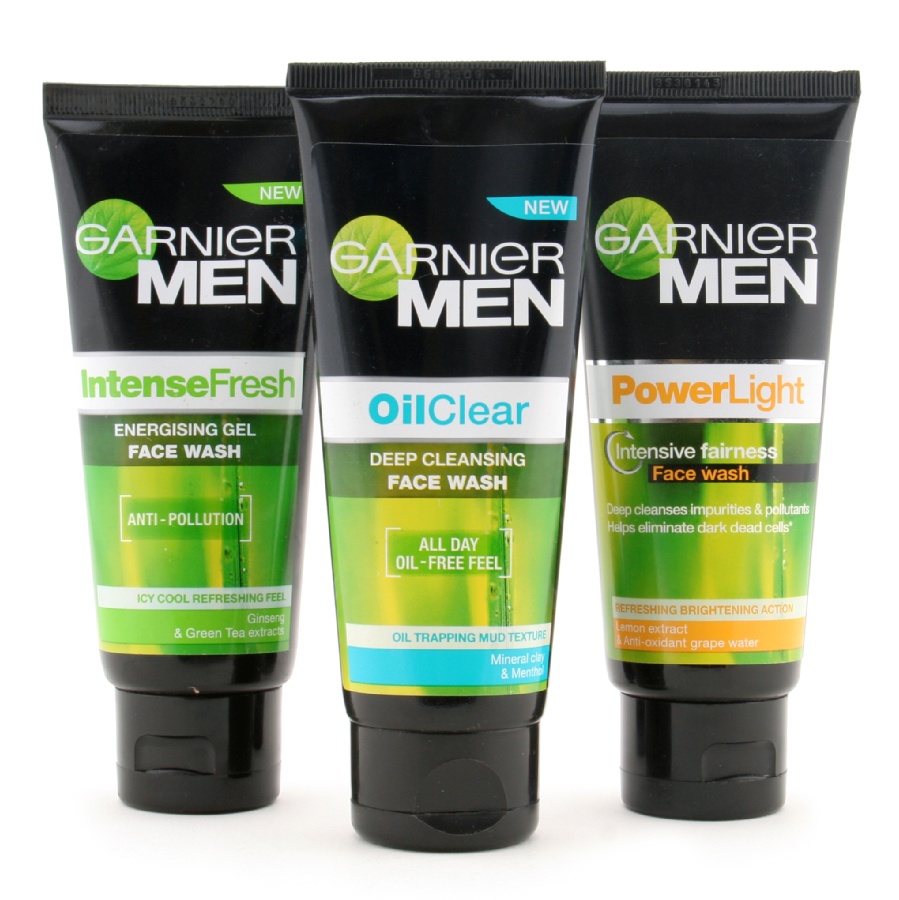 NEW
GARNIER
MEN
IntenseFresh
ENERGISING GEL
FACE WASH
ANTI-POLLUTION
ICY COOL REFRESHING FEEL
Ginseng
& Green Tea extracts
NEW
GARNIER
MEN
OilClear
DEEP CLEANSING
FACE WASH
ALL DAY
OIL-FREE FEEL
OIL TRAPPING MUD TEXTURE
Mineral clay
& Menthol
GARNIER
MEN
PowerLight
Intensive fairness
Face wash
Deep cleanses impurities & pollutants
Helps eliminate dark dead cells*
REFRESHING BRIGHTENING ACTION
Lemon extract
& Anti-oxidant grape water